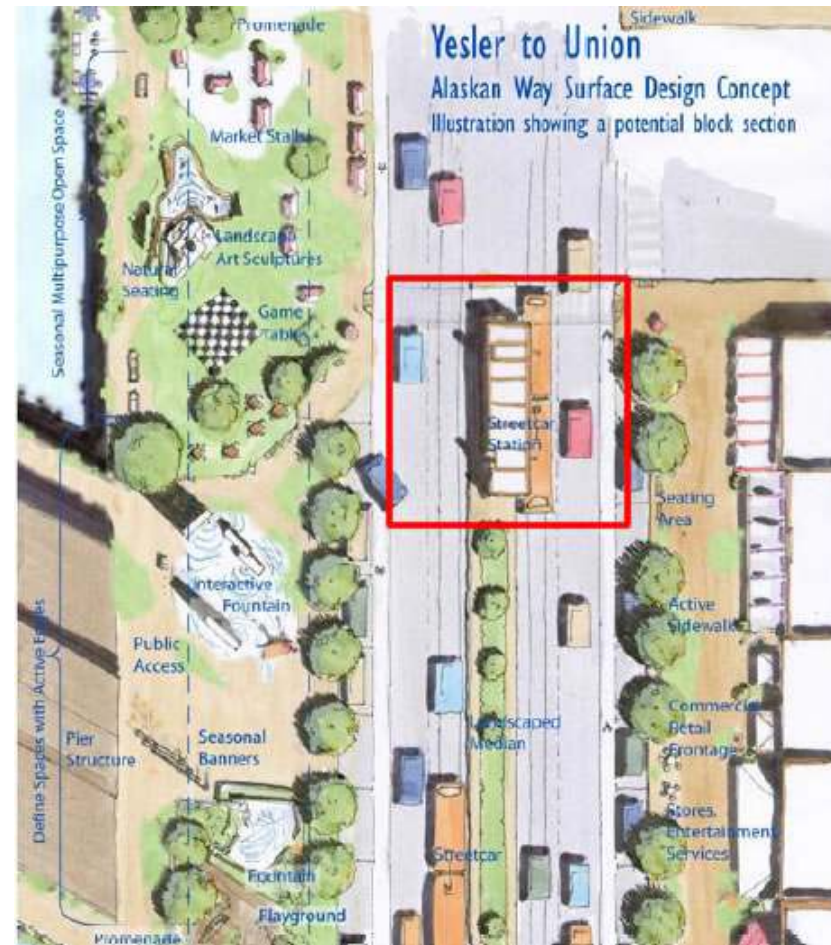 Promenade
Sidewalk
Yesler to Union
Alaskan Way Surface Design Concept
Illustration showing a potential block section
Market Stalls
Seasonal Multipurpose Open Space
Landscape
Art Sculptures
Natural
Seating
Game
Tables
Streetcar
Station
Seating
Area
Interactive
Fountain
Active
Sidewalk
Public
Access
Define Spaces with Active Edges
Pier
Structure
Seasonal
Banners
Landscaped
Median
Commercial
Retail
Frontage
Stores,
Entertainment
Services
Streetcar
Fountain
Playground
Promenade